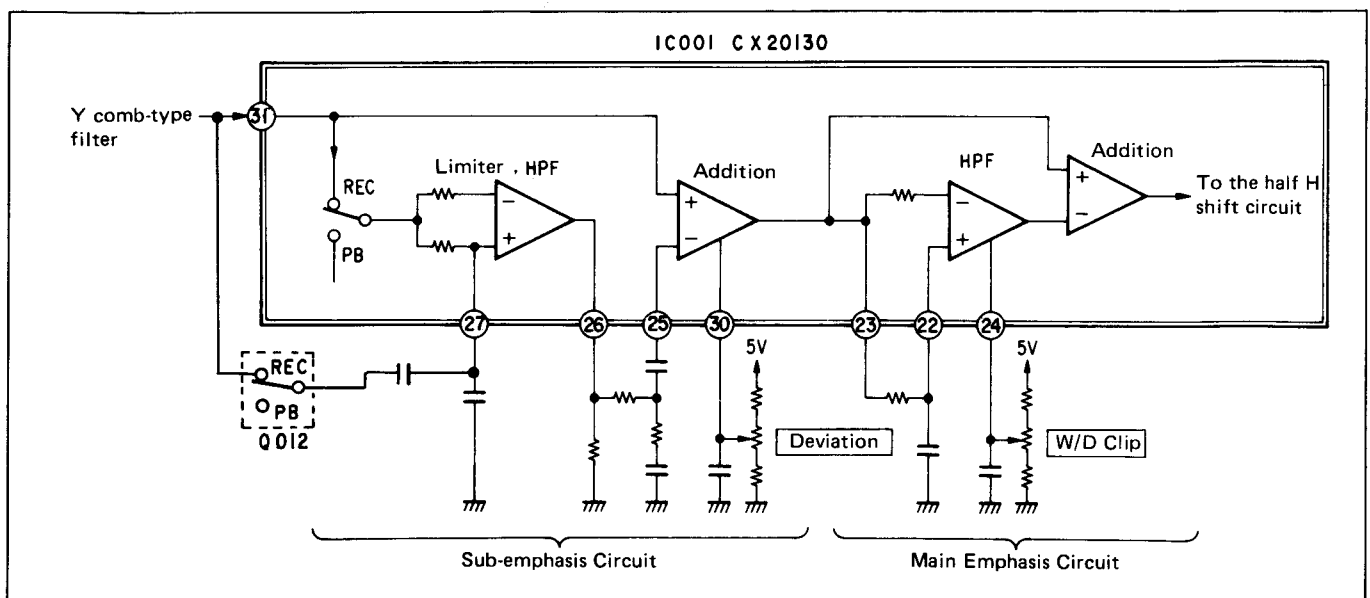 IC001 CX20130
Y comb-type
filter
31
REC
PB
Limiter , HPF
-
+
Addition
+
-
HPF
-
+
Addition
+
-
To the half H
shift circuit
27
26
25
30
23
22
24
REC
PB
Q012
5V
Deviation
5V
W/D Clip
Sub-emphasis Circuit
Main Emphasis Circuit